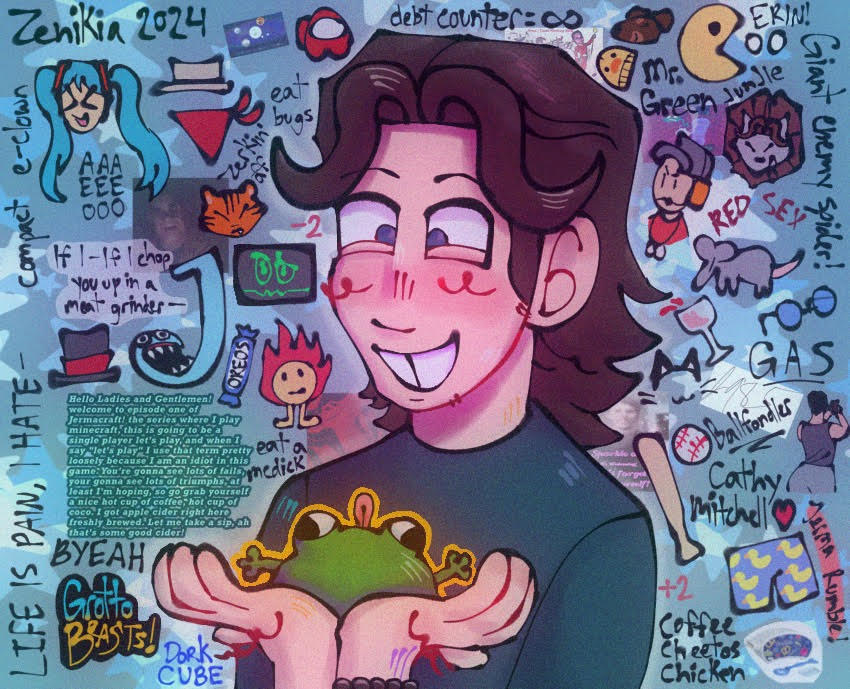 ZeniKia 2024
debt counter = ∞
ERIN!
compact e-clown
eat
bugs
Mr.
Green
Jundle
Giant enemy spider!
AAA
EEE
OOO
-2
RED SEX
If I-If I chop
you up in a
meat grinder-
OREOS
GAS
Hello Ladies and Gentlemen!
welcome to episode one of
Jermacraft! the series where I play
minecraft, this is going to be a
single player let's play, and when I
say "let's play" I use that term pretty
loosely because I am an idiot in this
game. You're gonna see lots of fails,
your gonna see lots of triumphs, at
least I'm hoping, so go grab yourself
a nice hot cup of coffee, hot cup of
coco. I got apple cider right here
freshly brewed. Let me take a sip, ah
that's some good cider!
eat a
medick
Ballfondler
Cathy
Mitchell
LIFE IS PAIN, I HATE-
BYEAH
Grotto
BEASTS!
DORK
CUBE
+2
Jerma Rumble!
Coffee
cheetos
chicken